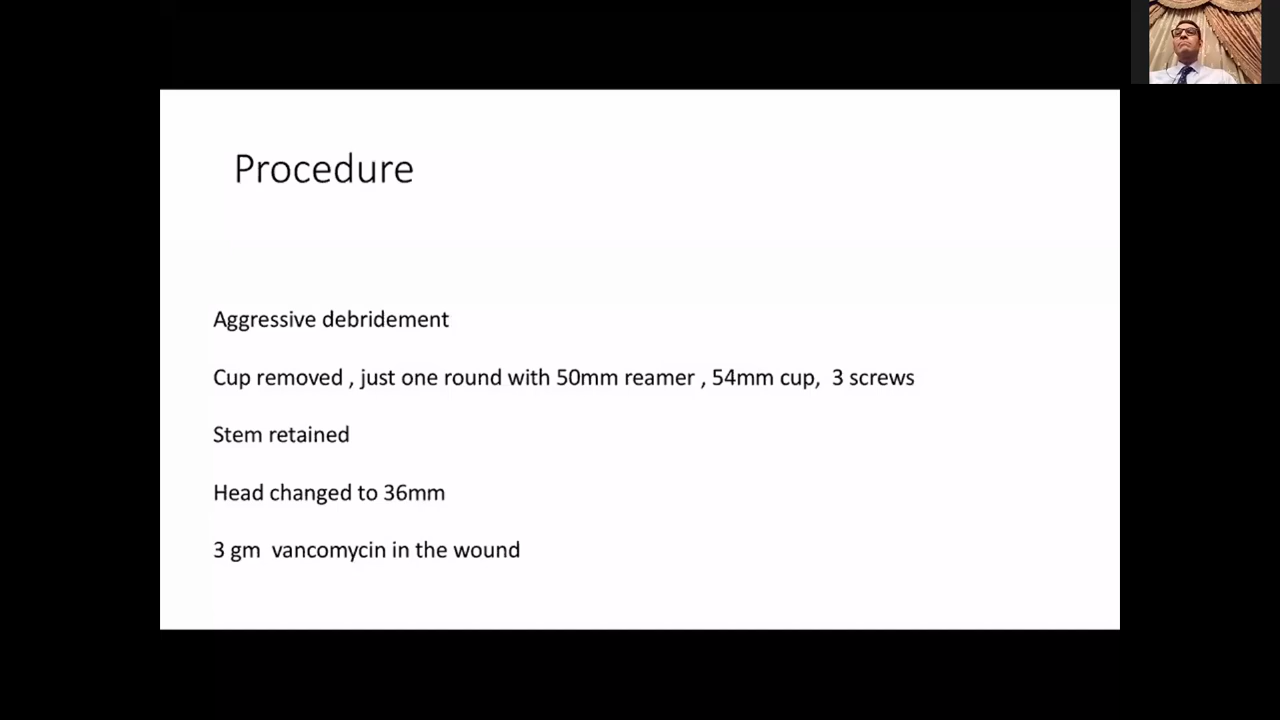 Procedure
Aggressive debridement
Cup removed , just one round with 50mm reamer , 54mm cup,  3 screws
Stem retained
Head changed to 36mm
3 gm  vancomycin in the wound